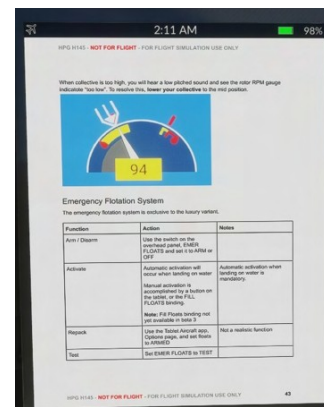 2:11 AM
98%
HPG H145 - NOT FOR FLIGHT - FOR FLIGHT SIMULATION USE ONLY
When collective is too high, you will hear a low pitched sound and see the rotor RPM gauge
indicatate "too low". To resolve this, lower your collective to the mid position.
94
Emergency Flotation System
The emergency flotation system is exclusive to the luxury variant.
Function
Action
Notes
Arm / Disarm
Use the switch on the
overhead panel, EMER
FLOATS and set it to ARM or
OFF
Activate
Automatic activation will
occur when landing on water
Manual activation is
accomplished by a button on
the tablet, or the FILL
FLOATS binding.
Note: Fill Floats binding not
yet available in beta 3
Automatic activation when
landing on water is
mandatory.
Repack
Use the Tablet Aircraft app,
Options page, and set floats
to ARMED
Not a realistic function
Test
Set EMER FLOATS to TEST
HPG H145 - NOT FOR FLIGHT - FOR FLIGHT SIMULATION USE ONLY
43